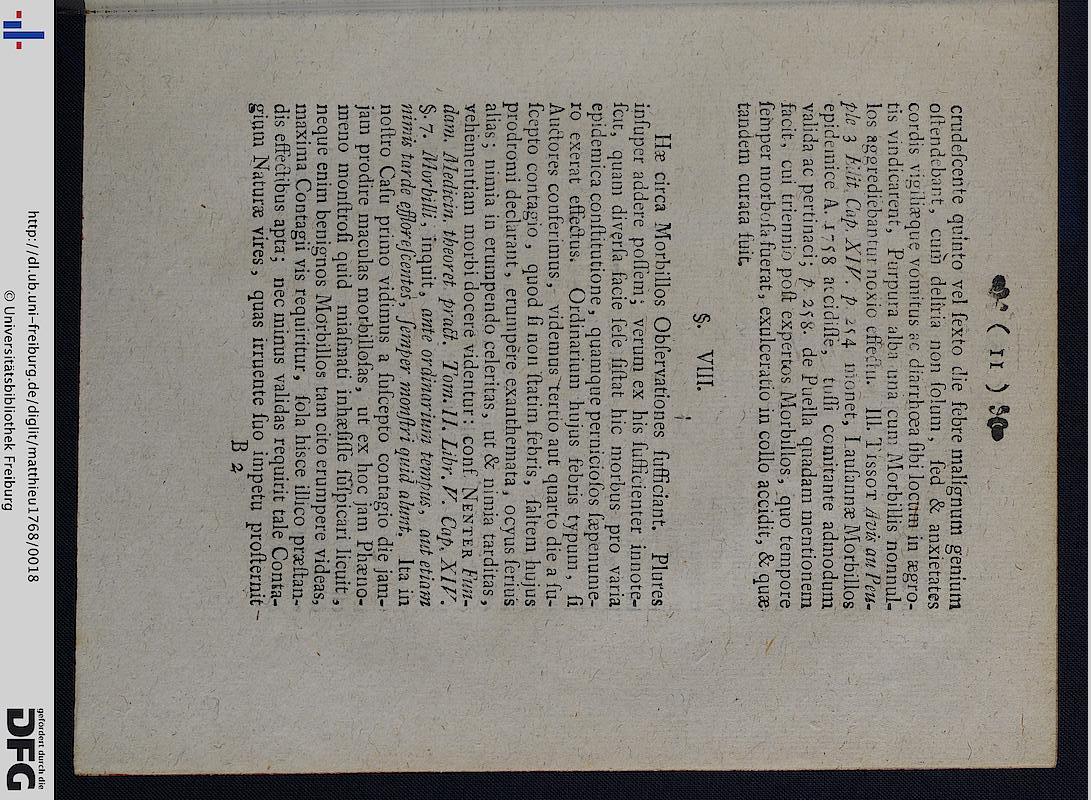 ( 11 )
crudeſcente quinto vel ſexto die febre malignum genium
oſtendebant, cum deliria non ſolum, ſed & anxietates
cordis vigiliæque vomitus ac diarrhœa ſibi locum in ægro-
tis vindicarent, Purpura alba una cum Morbillis nonnul-
los aggrediebantur noxio effectu. Ill. Tissot Avis au Peu-
ple 3 Edit. Cap. XIV. p. 254 monet, Lauſannæ Morbillos
epidemice A. 1758 accidiſſe, tuſſi comitante admodum
valida ac pertinaci; p. 258. de Puella quadam mentionem
facit, cui triennio poſt expertos Morbillos, quo tempore
ſemper morboſa fuerat, exulceratio in collo accidit, & quæ
tandem curata fuit.
§. VIII.
Hæ circa Morbillos Obſervationes ſufficiant. Plures
inſuper addere poſſem; verum ex his ſufficienter innote-
ſcit, quam diverſa facie ſeſe ſiſtat hic morbus pro varia
epidemica conſtitutione, quamque pernicioſos ſæpenume-
ro exerat effectus. Ordinarium hujus febris typum, ſi
Auctores conferimus, videmus tertio aut quarto die a ſu-
ſcepto contagio, quod ſi non ſtatim febris, ſaltem hujus
prodromi declarant, erumpere exanthemata, ocyus ſerius
alias; nimia in erumpendo celeritas, ut & nimia tarditas,
vehementiam morbi docere videntur: conf. Nenter Fun-
dam. Medicin. theoret. pract. Tom. II. Libr. V. Cap. XIV.
§. 7. Morbilli, inquit, ante ordinarium tempus, aut etiam
nimis tarde effloreſcentes, ſemper monſtri quid alunt. Ita in
noſtro Caſu primo vidimus a ſuſcepto contagio die jam-
jam prodire maculas morbilloſas, ut ex hoc jam Phæno-
meno monſtroſi quid miaſmati inhæſiſſe ſuſpicari licuit,
neque enim benignos Morbillos tam cito erumpere videas,
maxima Contagii vis requiritur, ſola hisce illico præſtan-
dis effectibus apta; nec minus validas requirit tale Conta-
gium Naturæ vires, quas irruente ſuo impetu proſternit
B 2
http://dl.ub.uni-freiburg.de/diglit/matthieu1768/0018
© Universitätsbibliothek Freiburg
gefördert durch die
DFG